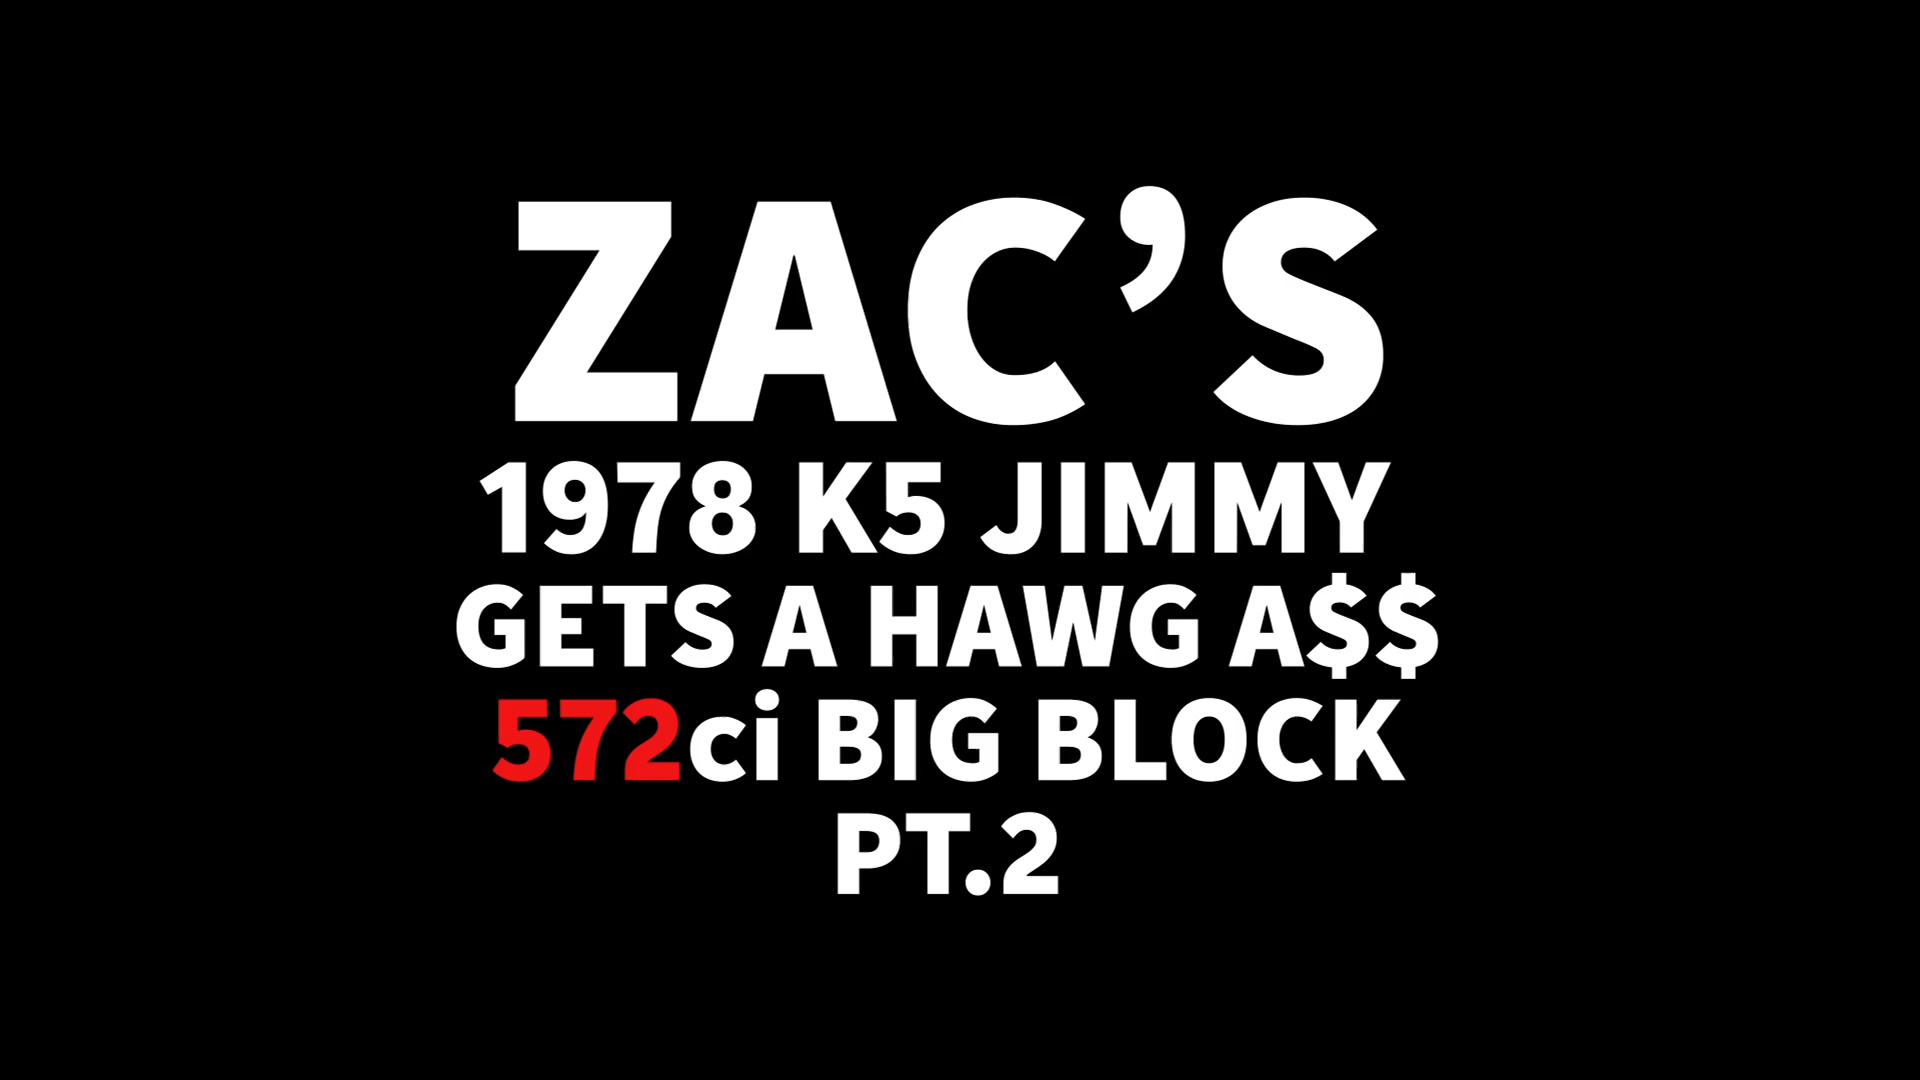 ZAC’S
1978 K5 JIMMY
GETS A HAWG A$$
572ci BIG BLOCK
PT.2